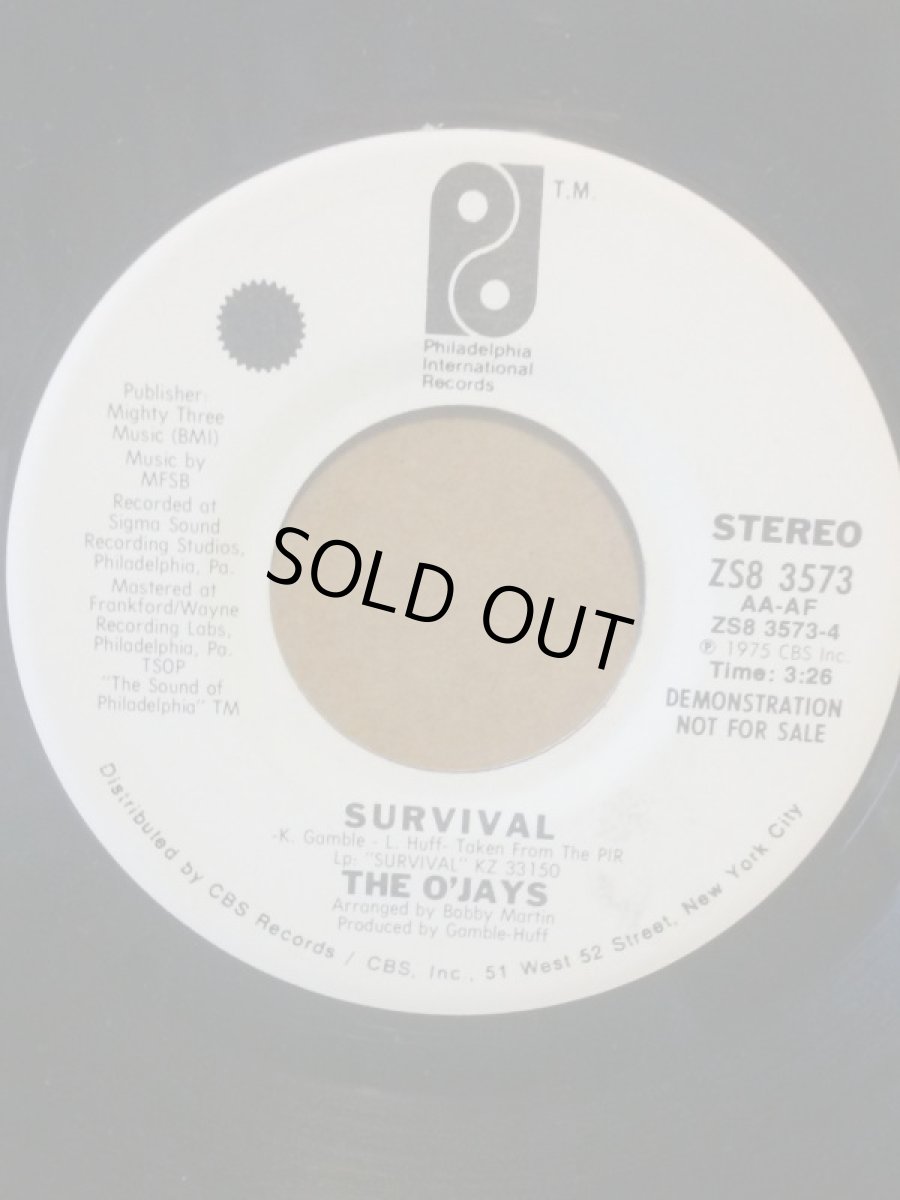 T.M.
Philadelphia
International
Records
Publisher:
Mighty Three
Music (BMI)
Music by
MFSB
Recorded at
Sigma Sound
Recording Studios,
Philadelphia, Pa.
Mastered at
Frankford/Wayne
Recording Labs,
Philadelphia, Pa.
TSOP
"The Sound of
Philadelphia" TM
STEREO
ZS8 3573
AA-AF
ZS8 3573-4
℗ 1975 CBS Inc.
Time: 3:26
DEMONSTRATION
NOT FOR SALE
SOLD OUT
SURVIVAL
-K. Gamble - L. Huff- Taken From The PIR
Lp: "SURVIVAL" KZ 33150
THE O'JAYS
Arranged by Bobby Martin
Produced by Gamble-Huff
Distributed by CBS Records / CBS, Inc., 51 West 52 Street, New York City